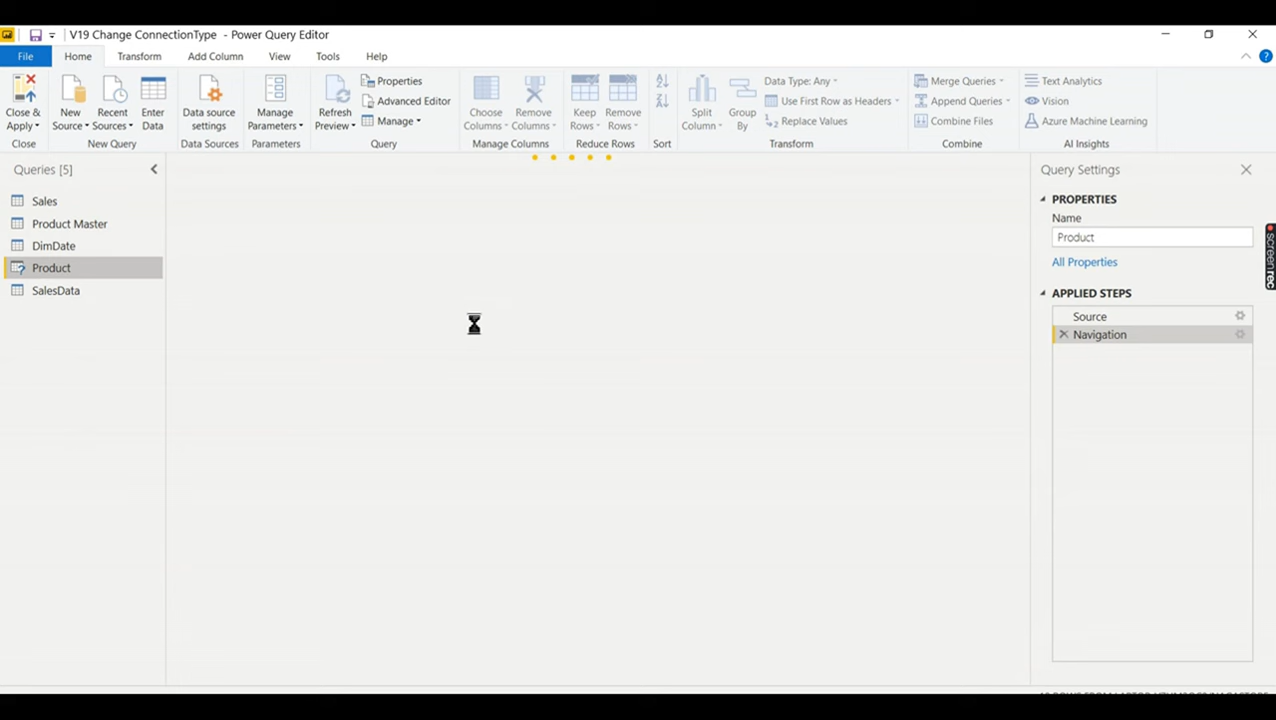 V19 Change ConnectionType - Power Query Editor
File Home Transform Add Column View Tools Help
Close & Apply
New Source
Recent Sources
Enter Data
Data source settings
Manage Parameters
Refresh Preview
Properties
Advanced Editor
Manage
Choose Columns
Remove Columns
Keep Rows
Remove Rows
Split Column
Group By
Data Type: Any
Use First Row as Headers
Replace Values
Merge Queries
Append Queries
Combine Files
Text Analytics
Vision
Azure Machine Learning
Close New Query Data Sources Parameters Query Manage Columns Reduce Rows Sort Transform Combine AI Insights
Queries [5]
Sales
Product Master
DimDate
Product
SalesData
Query Settings
PROPERTIES
Name
Product
All Properties
APPLIED STEPS
Source
Navigation
screenrec